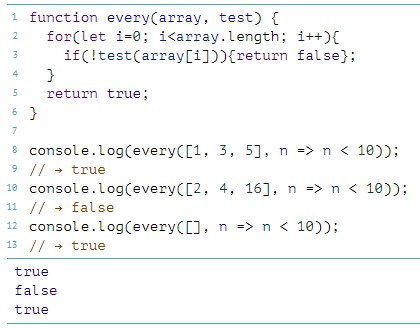 1 function every(array, test) {
2   for(let i=0; i<array.length; i++){
3     if(!test(array[i])){return false};
4   }
5   return true;
6 }
7
8 console.log(every([1, 3, 5], n => n < 10));
9 // → true
10 console.log(every([2, 4, 16], n => n < 10));
11 // → false
12 console.log(every([], n => n < 10));
13 // → true
true
false
true